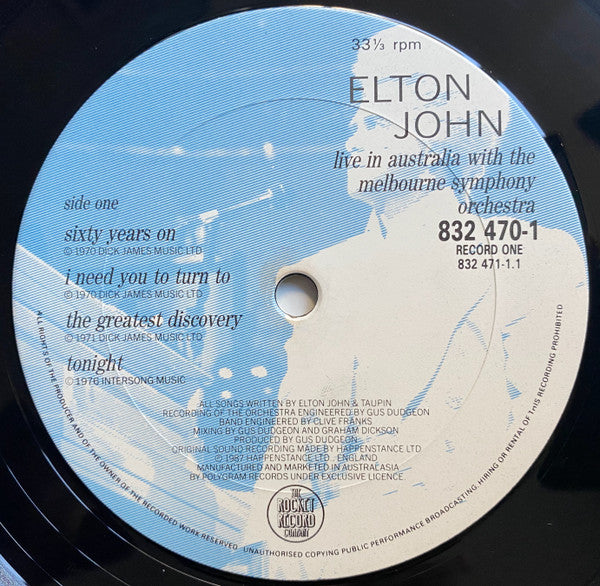 33⅓ rpm
ELTON
JOHN
live in australia with the
melbourne symphony
orchestra
832 470-1
RECORD ONE
832 471-1.1
side one
sixty years on
© 1970 DICK JAMES MUSIC LTD
i need you to turn to
© 1970 DICK JAMES MUSIC LTD
the greatest discovery
© 1971 DICK JAMES MUSIC LTD
tonight
© 1976 INTERSONG MUSIC
ALL SONGS WRITTEN BY ELTON JOHN & TAUPIN
RECORDING OF THE ORCHESTRA ENGINEERED BY GUS DUDGEON
BAND ENGINEERED BY CLIVE FRANKS
MIXING BY GUS DUDGEON AND GRAHAM DICKSON
PRODUCED BY GUS DUDGEON
ORIGINAL SOUND RECORDING MADE BY HAPPENSTANCE LTD
℗ 1987 HAPPENSTANCE LTD., ENGLAND
MANUFACTURED AND MARKETED IN AUSTRALASIA
BY POLYGRAM RECORDS UNDER EXCLUSIVE LICENCE.
THE
ROCKET
RECORD
COMPANY
ALL RIGHTS OF THE PRODUCER AND OF THE OWNER OF THE RECORDED WORK RESERVED. UNAUTHORISED COPYING PUBLIC PERFORMANCE BROADCASTING, HIRING OR RENTAL OF THIS RECORDING PROHIBITED